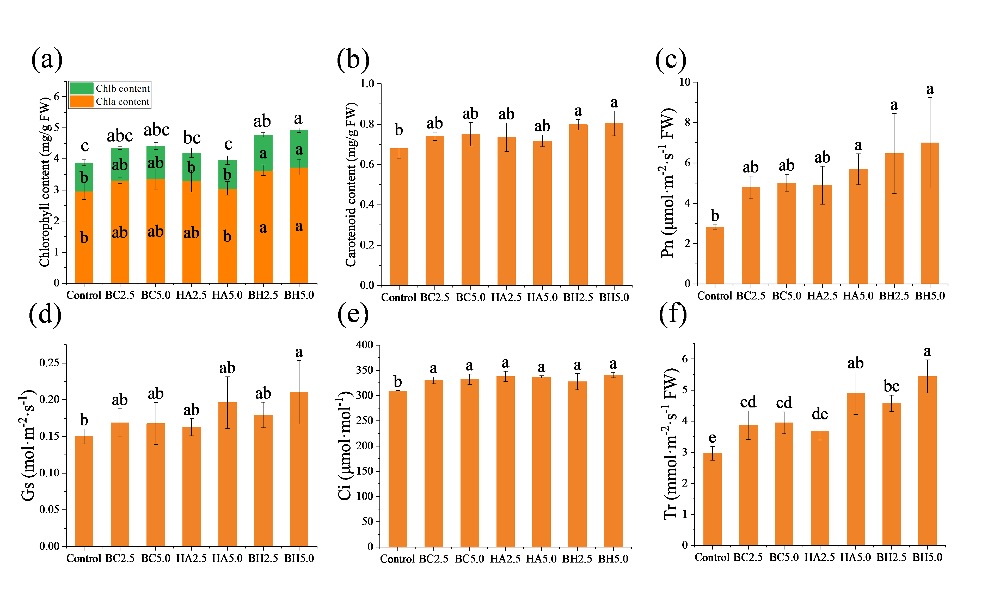 (a)
Chlb content
Chla content
Chlorophyll content (mg/g FW)
6
5
4
3
2
1
0
c abc abc bc c ab a
b ab ab b b a a
b ab ab ab b a a
Control BC2.5 BC5.0 HA2.5 HA5.0 BH2.5 BH5.0
(b)
Carotenoid content (mg/g FW)
1.0
0.8
0.6
0.4
0.2
0.0
b ab ab ab ab a a
Control BC2.5 BC5.0 HA2.5 HA5.0 BH2.5 BH5.0
(c)
Pn (μmol·m⁻²·s⁻¹ FW)
10
8
6
4
2
0
b ab ab ab a a a
Control BC2.5 BC5.0 HA2.5 HA5.0 BH2.5 BH5.0
(d)
Gs (mol·m⁻²·s⁻¹)
0.25
0.20
0.15
0.10
0.05
0.00
b ab ab ab ab ab a
Control BC2.5 BC5.0 HA2.5 HA5.0 BH2.5 BH5.0
(e)
Ci (μmol·mol⁻¹)
400
350
300
250
200
150
100
50
0
b a a a a a a
Control BC2.5 BC5.0 HA2.5 HA5.0 BH2.5 BH5.0
(f)
Tr (mmol·m⁻²·s⁻¹ FW)
6
5
4
3
2
1
0
e cd cd de ab bc a
Control BC2.5 BC5.0 HA2.5 HA5.0 BH2.5 BH5.0